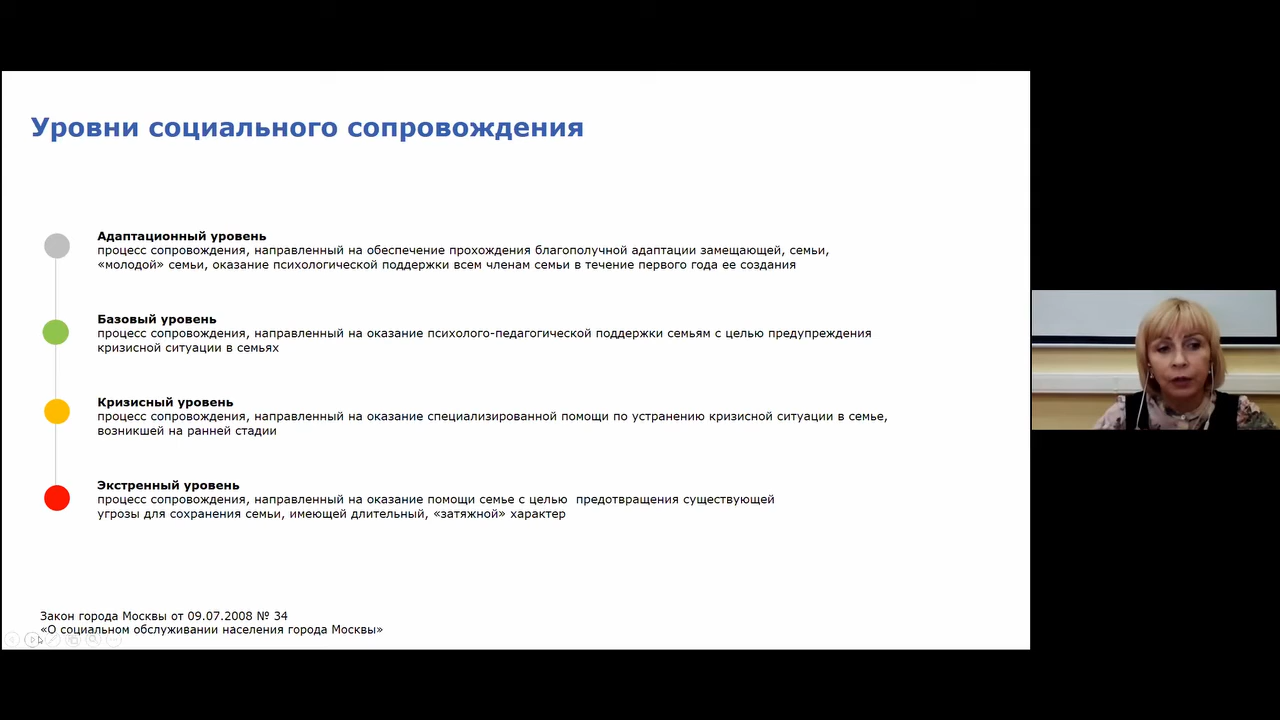 Уровни социального сопровождения
Адаптационный уровень
процесс сопровождения, направленный на обеспечение прохождения благополучной адаптации замещающей, семьи,
«молодой» семьи, оказание психологической поддержки всем членам семьи в течение первого года ее создания
Базовый уровень
процесс сопровождения, направленный на оказание психолого-педагогической поддержки семьям с целью предупреждения
кризисной ситуации в семьях
Кризисный уровень
процесс сопровождения, направленный на оказание специализированной помощи по устранению кризисной ситуации в семье,
возникшей на ранней стадии
Экстренный уровень
процесс сопровождения, направленный на оказание помощи семье с целью  предотвращения существующей
угрозы для сохранения семьи, имеющей длительный, «затяжной» характер
Закон города Москвы от 09.07.2008 № 34
«О социальном обслуживании населения города Москвы»